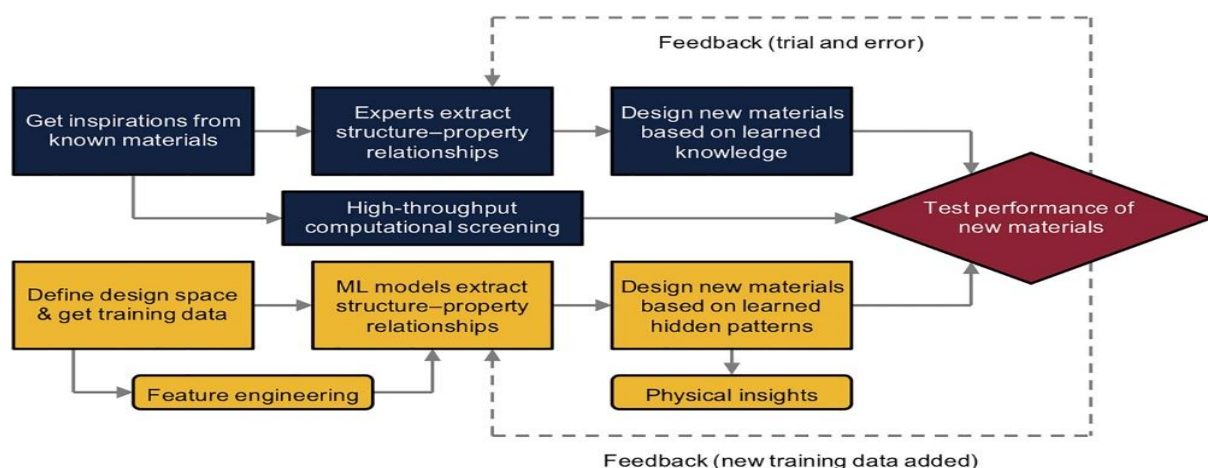 Feedback (trial and error)
Get inspirations from
known materials
Experts extract
structure–property
relationships
Design new materials
based on learned
knowledge
High-throughput
computational screening
Test performance of
new materials
Define design space
& get training data
ML models extract
structure–property
relationships
Design new materials
based on learned
hidden patterns
Feature engineering
Physical insights
Feedback (new training data added)